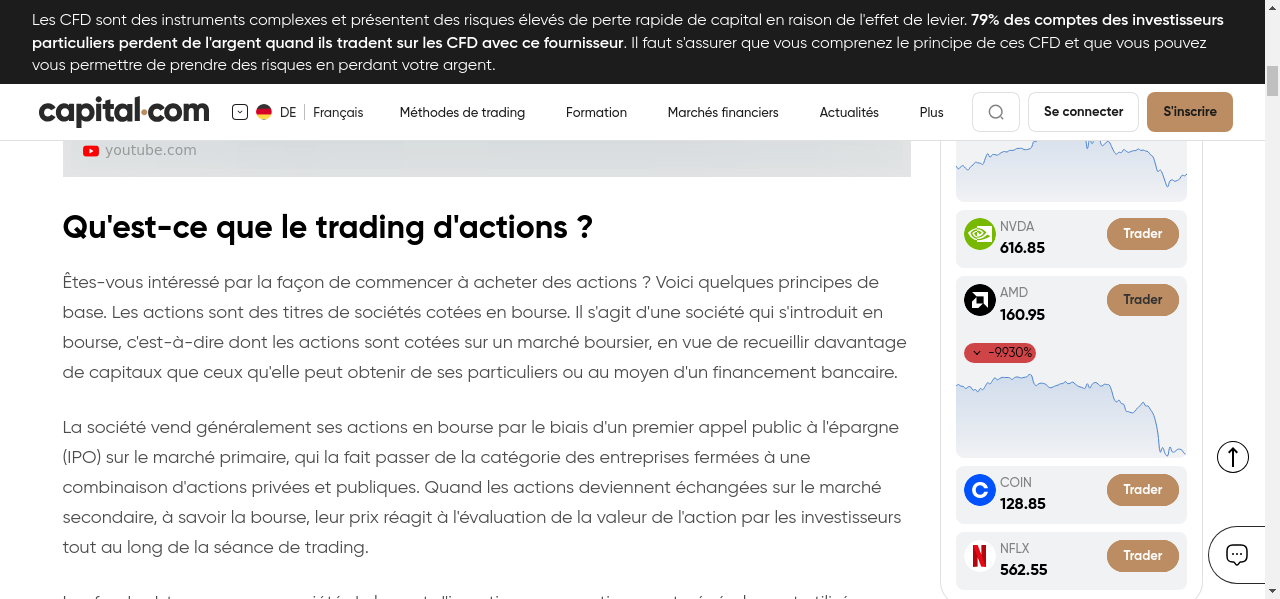 Les CFD sont des instruments complexes et présentent des risques élevés de perte rapide de capital en raison de l'effet de levier. 79% des comptes des investisseurs
particuliers perdent de l'argent quand ils tradent sur les CFD avec ce fournisseur. Il faut s'assurer que vous comprenez le principe de ces CFD et que vous pouvez
vous permettre de prendre des risques en perdant votre argent.
capital.com
DE
Français
Méthodes de trading
Formation
Marchés financiers
Actualités
Plus
Se connecter
S'inscrire
youtube.com
Qu'est-ce que le trading d'actions ?
Êtes-vous intéressé par la façon de commencer à acheter des actions ? Voici quelques principes de
base. Les actions sont des titres de sociétés cotées en bourse. Il s'agit d'une société qui s'introduit en
bourse, c'est-à-dire dont les actions sont cotées sur un marché boursier, en vue de recueillir davantage
de capitaux que ceux qu'elle peut obtenir de ses particuliers ou au moyen d'un financement bancaire.
La société vend généralement ses actions en bourse par le biais d'un premier appel public à l'épargne
(IPO) sur le marché primaire, qui la fait passer de la catégorie des entreprises fermées à une
combinaison d'actions privées et publiques. Quand les actions deviennent échangées sur le marché
secondaire, à savoir la bourse, leur prix réagit à l'évaluation de la valeur de l'action par les investisseurs
tout au long de la séance de trading.
NVDA
616.85
Trader
AMD
160.95
Trader
-9.930%
COIN
128.85
Trader
NFLX
562.55
Trader